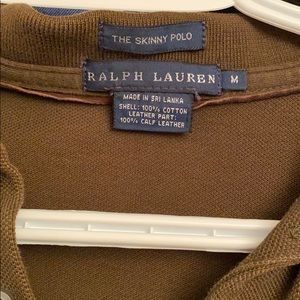 THE SKINNY POLO
RALPH LAUREN M
MADE IN SRI LANKA
SHELL: 100% COTTON
LEATHER PART:
100% CALF LEATHER